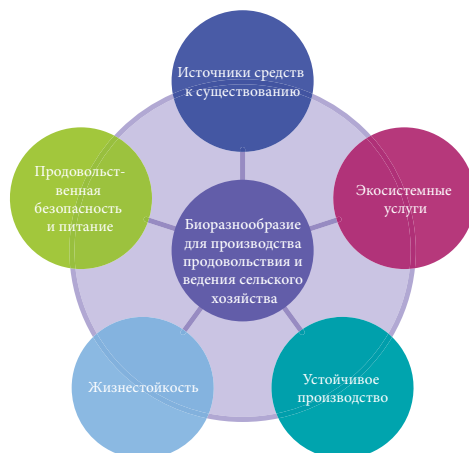 Источники средств
к существованию
Продовольст-
венная
безопасность
и питание
Экосистемные
услуги
Биоразнообразие
для производства
продовольствия и
ведения сельского
хозяйства
Жизнестойкость
Устойчивое
производство